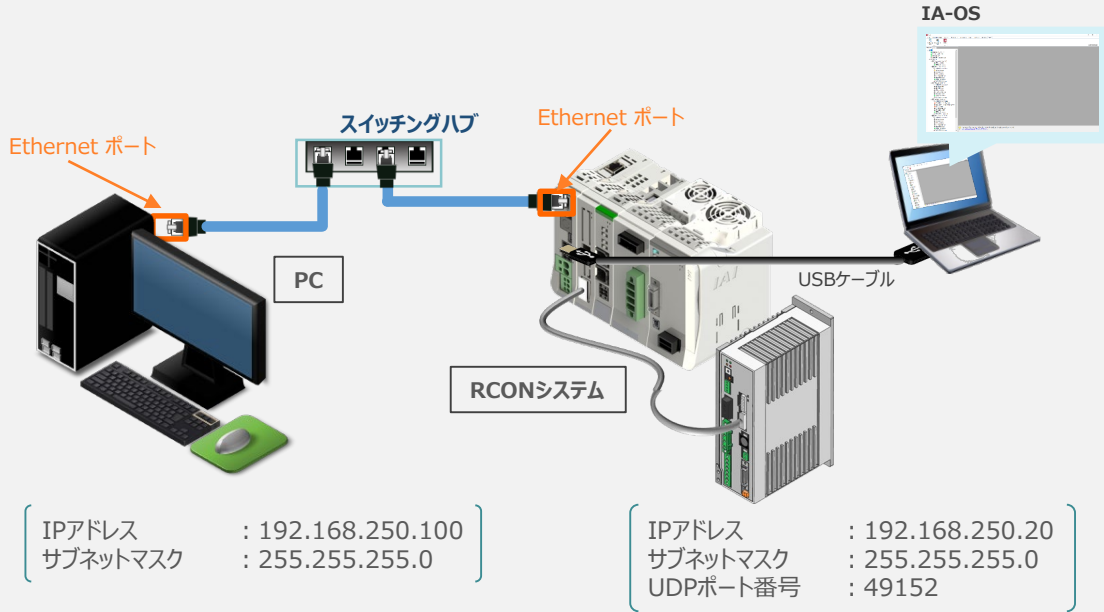 IA-OS
Ethernet ポート
スイッチングハブ
Ethernet ポート
PC
USBケーブル
IAI
RCONシステム
IPアドレス : 192.168.250.100
サブネットマスク : 255.255.255.0
IPアドレス : 192.168.250.20
サブネットマスク : 255.255.255.0
UDPポート番号 : 49152